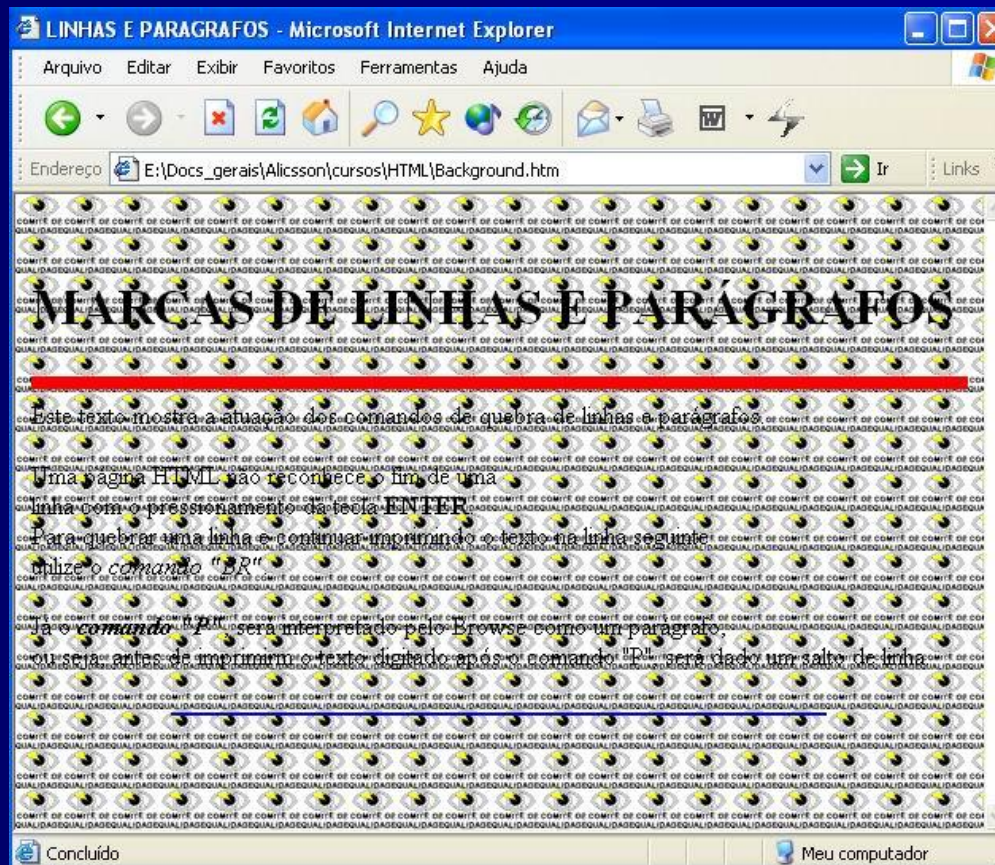 LINHAS E PARAGRAFOS - Microsoft Internet Explorer
Arquivo Editar Exibir Favoritos Ferramentas Ajuda
Endereço E:\Docs_gerais\Alicsson\cursos\HTML\Background.htm Ir Links
MARCAS DE LINHAS E PARÁGRAFOS
Este texto mostra a atuação dos comandos de quebra de linhas e parágrafos.
Uma página HTML não reconhece o fim de uma
linha com o pressionamento da tecla ENTER.
Para quebrar uma linha e continuar imprimindo o texto na linha seguinte
utilize o comando "BR"
Já o comando "P", será interpretado pelo Browse como um parágrafo,
ou seja, antes de imprimirm o texto digitado após o comando "P", será dado um salto de linha
Concluído Meu computador